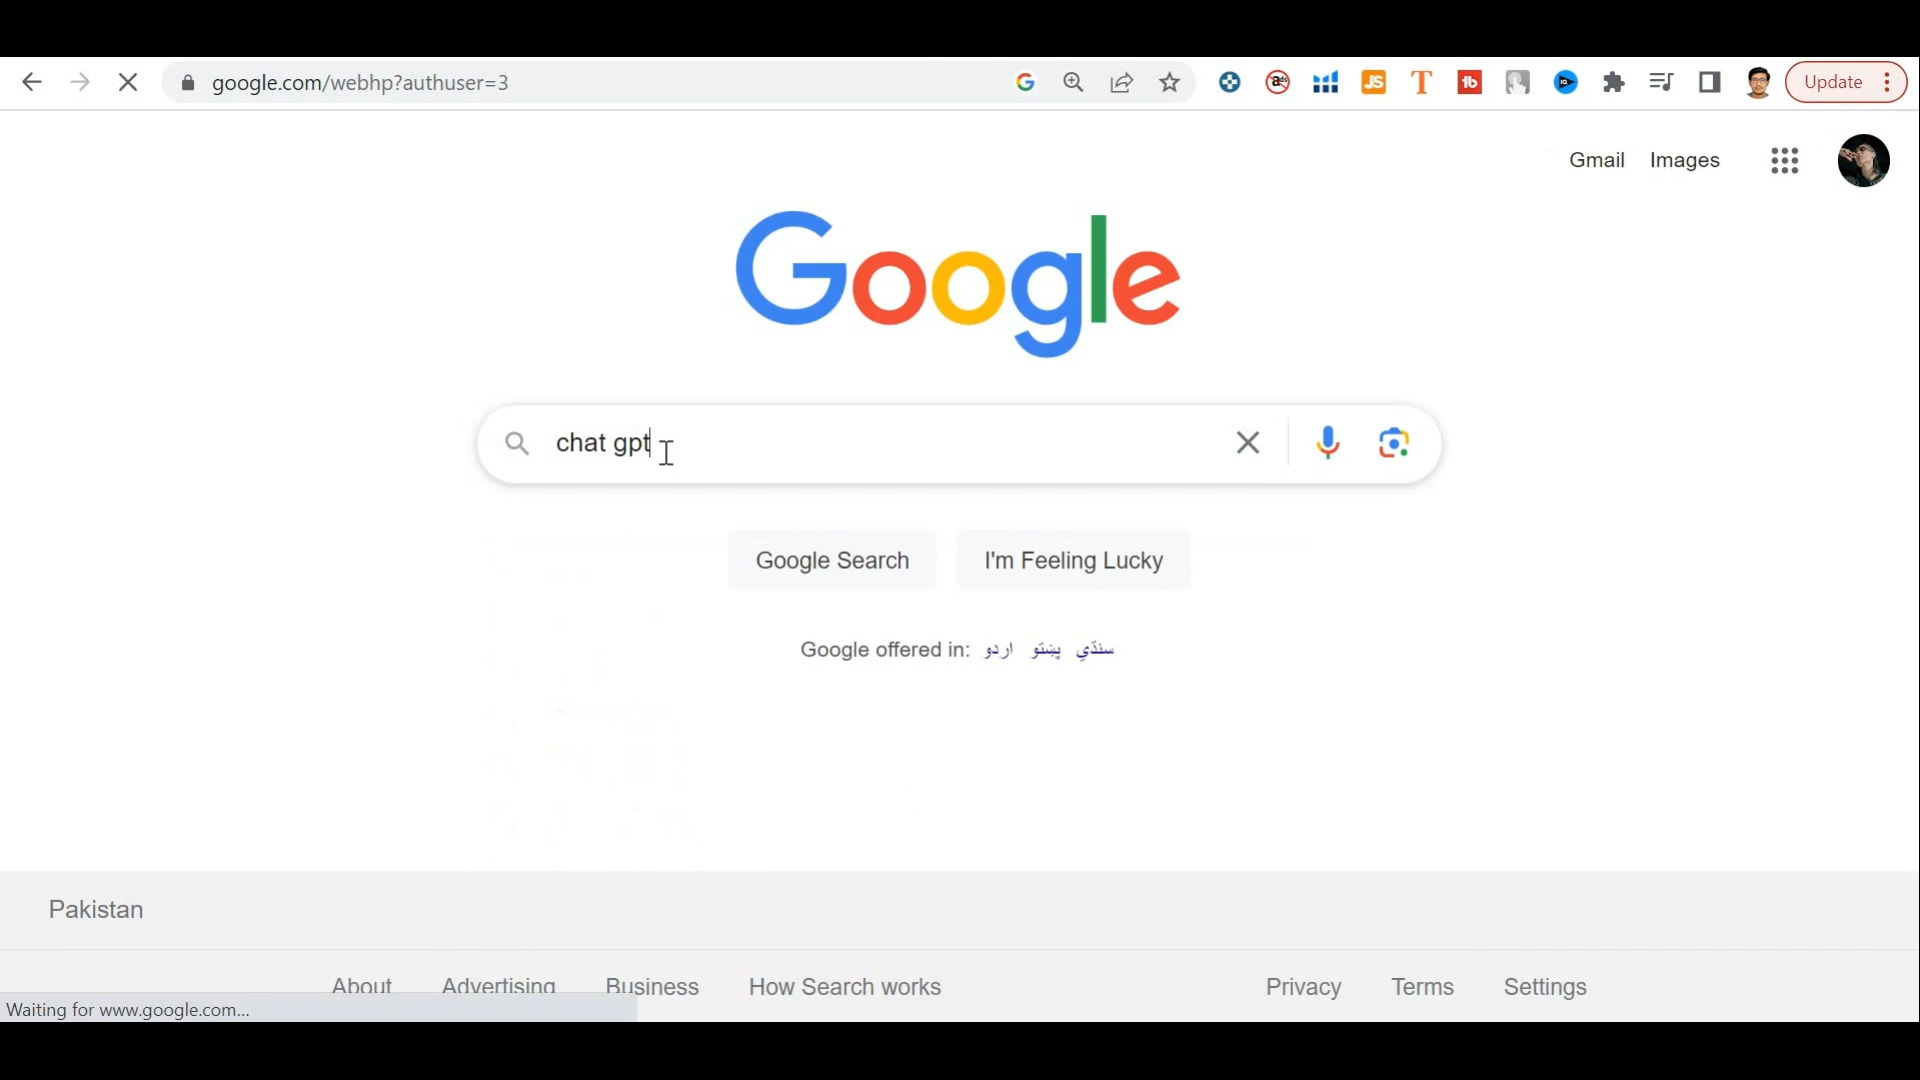 google.com/webhp?authuser=3
Update
Gmail Images
Google
chat gpt
Google Search I'm Feeling Lucky
Google offered in: اردو پښتو سنڌي
Pakistan
About Advertising Business How Search works Privacy Terms Settings
Waiting for www.google.com...